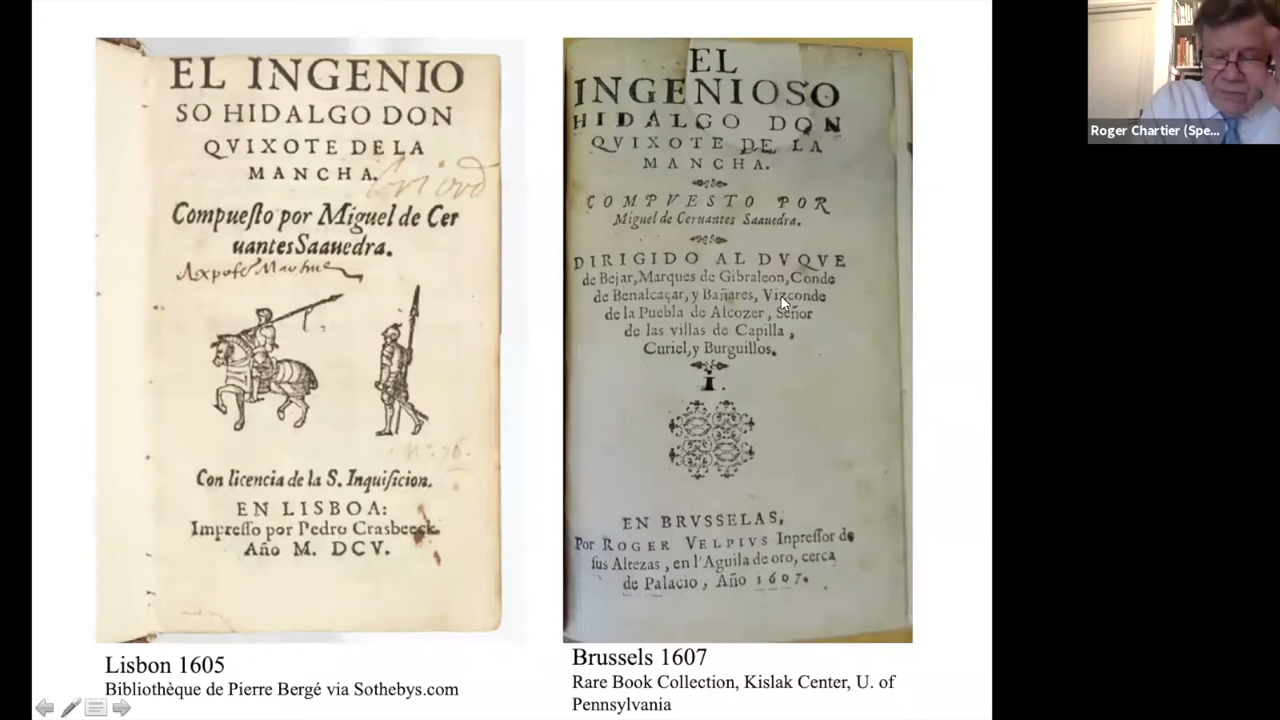 EL INGENIO
SO HIDALGO DON
QVIXOTE DE LA
MANCHA.
Compuesto por Miguel de Cer
uantes Saauedra.
Con licencia de la S. Inquisicion.
EN LISBOA:
Impresso por Pedro Crasbeeck.
Año M. DCV.
Lisbon 1605
Bibliothèque de Pierre Bergé via Sothebys.com
EL
INGENIOSO
HIDALGO DON
QVIXOTE DE LA
MANCHA.
COMPVESTO POR
Miguel de Ceruantes Saauedra.
DIRIGIDO AL DVQVE
de Bejar, Marques de Gibraleon, Conde
de Benalcaçar, y Bañares, Vizconde
de la Puebla de Alcozer, Señor
de las villas de Capilla,
Curiel, y Burguillos.
I.
EN BRVSSELAS,
Por ROGER VELPIVS Inpressor de
sus Altezas, en l'Aguila de oro, cerca
de Palacio, Año 1607.
Brussels 1607
Rare Book Collection, Kislak Center, U. of
Pennsylvania
Roger Chartier (Spe...